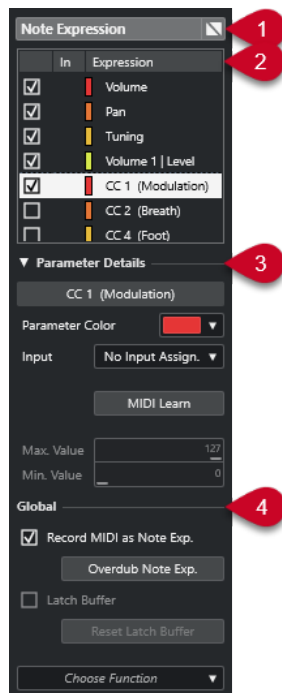 Note Expression
1
In Expression
2
Volume
Pan
Tuning
Volume 1 | Level
CC 1 (Modulation)
CC 2 (Breath)
CC 4 (Foot)
Parameter Details
3
CC 1 (Modulation)
Parameter Color
Input No Input Assign.
MIDI Learn
Max. Value 127
Min. Value 0
Global
4
Record MIDI as Note Exp.
Overdub Note Exp.
Latch Buffer
Reset Latch Buffer
Choose Function